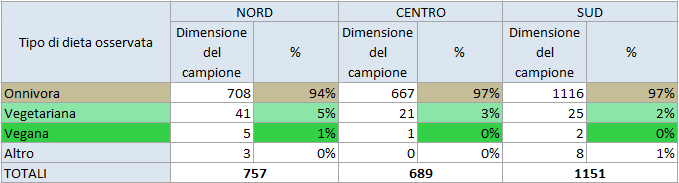 Tipo di dieta osservata NORD CENTRO SUD
Dimensione del campione % Dimensione del campione % Dimensione del campione %
Onnivora 708 94% 667 97% 1116 97%
Vegetariana 41 5% 21 3% 25 2%
Vegana 5 1% 1 0% 2 0%
Altro 3 0% 0 0% 8 1%
TOTALI 757 689 1151